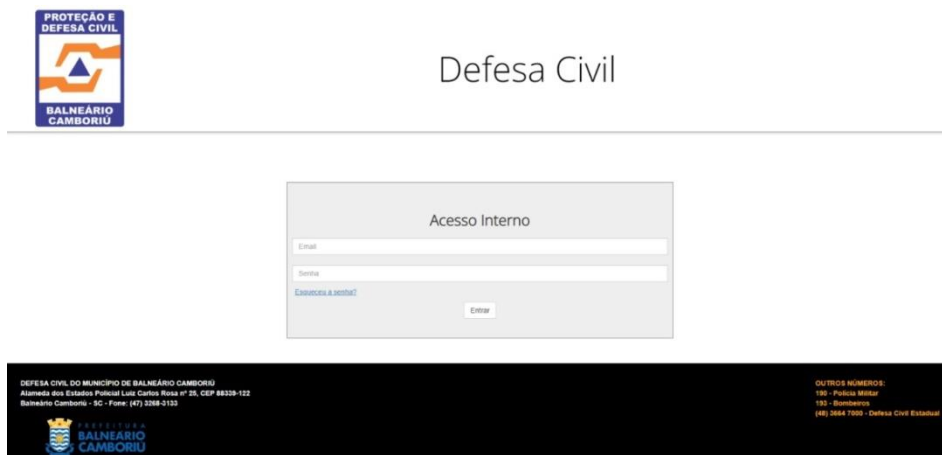 PROTEÇÃO E
DEFESA CIVIL
BALNEÁRIO
CAMBORIÚ
Defesa Civil
Acesso Interno
Email
Senha
Esqueceu a senha?
Entrar
DEFESA CIVIL DO MUNICÍPIO DE BALNEÁRIO CAMBORIÚ
Alameda dos Estados Policial Luiz Carlos Rosa nº 25, CEP 88339-122
Balneário Camboriú - SC - Fone: (47) 3268-3133
PREFEITURA
BALNEÁRIO
CAMBORIÚ
OUTROS NÚMEROS:
190 - Polícia Militar
193 - Bombeiros
(48) 3664 7000 - Defesa Civil Estadual